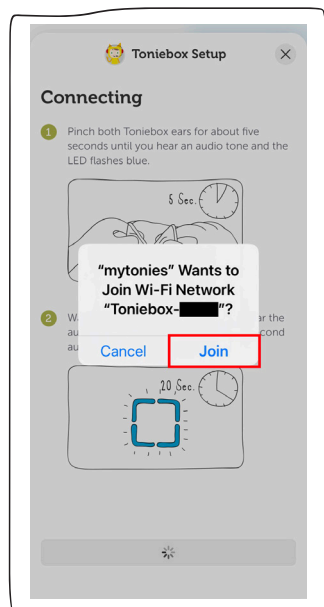 Toniebox Setup
Connecting
1 Pinch both Toniebox ears for about five
seconds until you hear an audio tone and the
LED flashes blue.
5 Sec.
"mytonies" Wants to
Join Wi-Fi Network
"Toniebox- "?
Cancel Join
2
20 Sec.